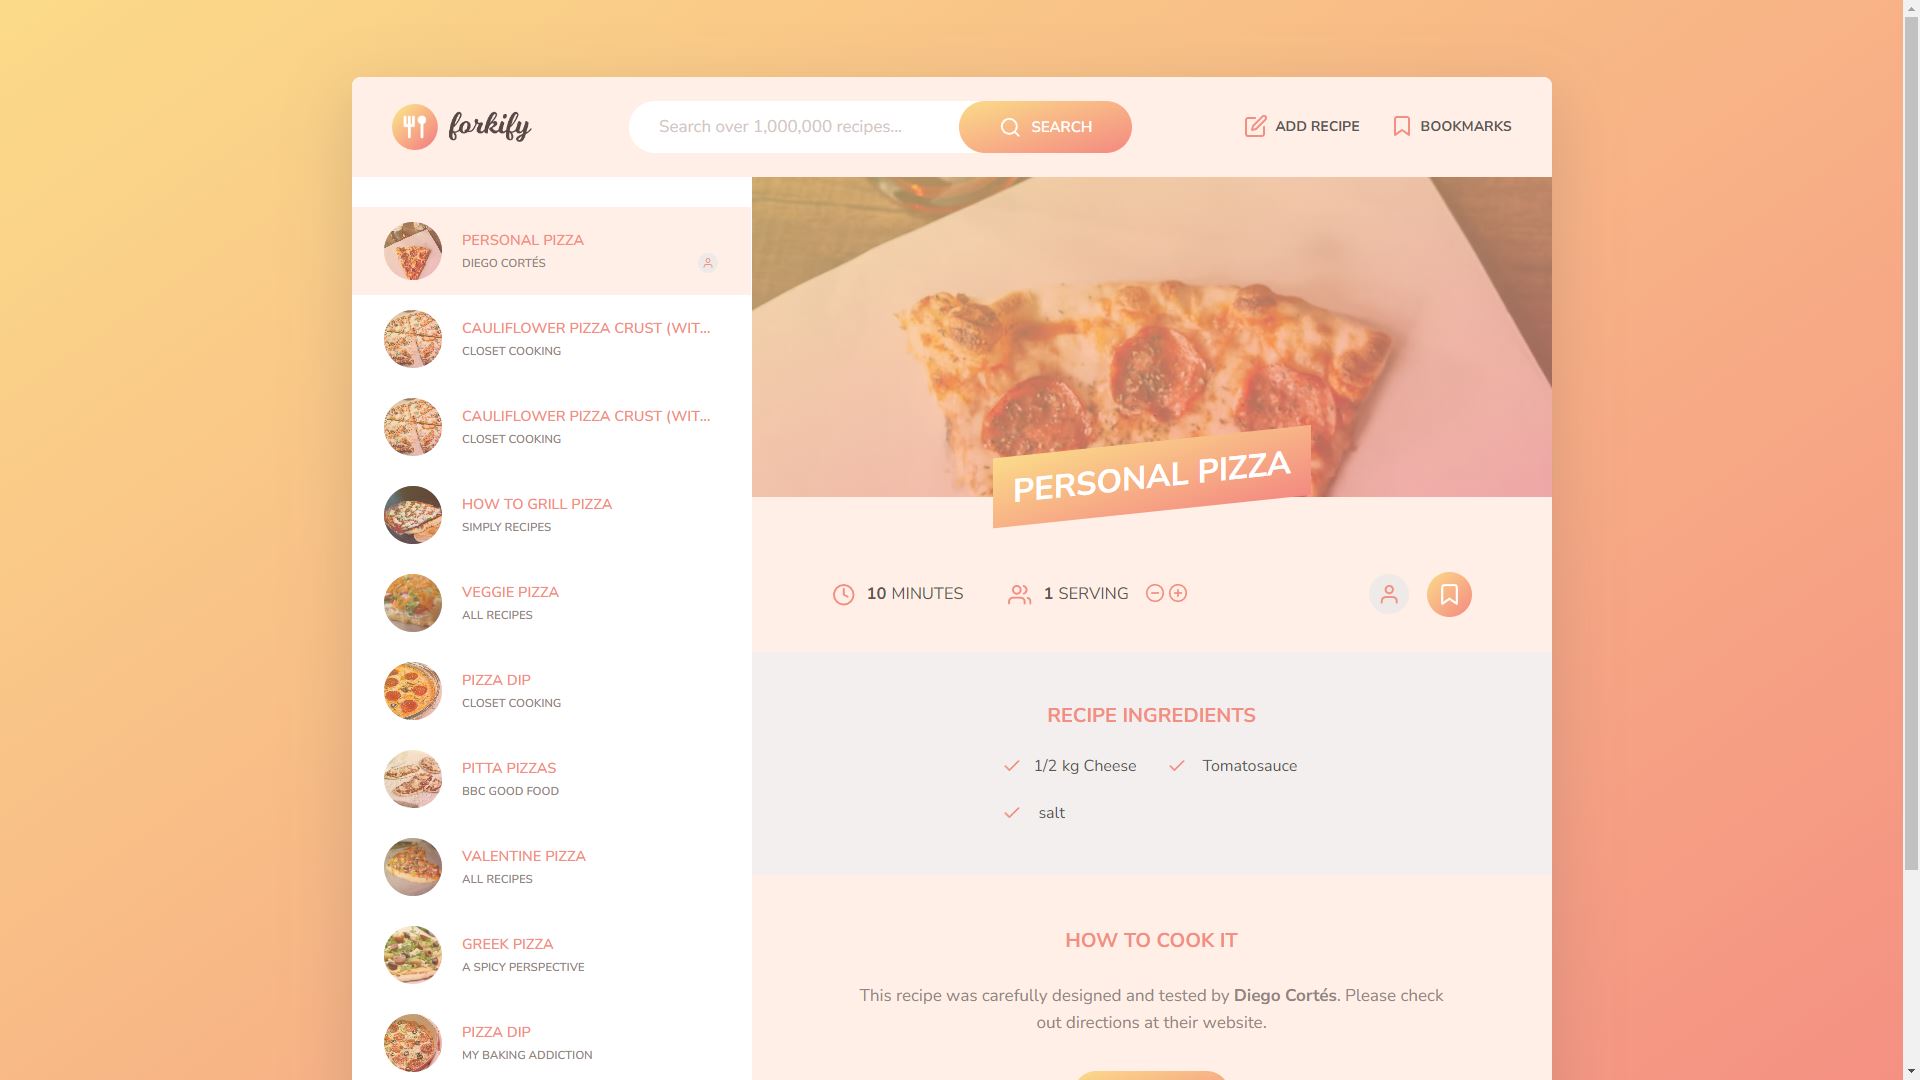 forkify
Search over 1,000,000 recipes...
SEARCH
ADD RECIPE
BOOKMARKS
PERSONAL PIZZA
DIEGO CORTÉS
CAULIFLOWER PIZZA CRUST (WIT...
CLOSET COOKING
CAULIFLOWER PIZZA CRUST (WIT...
CLOSET COOKING
HOW TO GRILL PIZZA
SIMPLY RECIPES
VEGGIE PIZZA
ALL RECIPES
PIZZA DIP
CLOSET COOKING
PITTA PIZZAS
BBC GOOD FOOD
VALENTINE PIZZA
ALL RECIPES
GREEK PIZZA
A SPICY PERSPECTIVE
PIZZA DIP
MY BAKING ADDICTION
PERSONAL PIZZA
10 MINUTES
1 SERVING
RECIPE INGREDIENTS
1/2 kg Cheese
Tomatosauce
salt
HOW TO COOK IT
This recipe was carefully designed and tested by Diego Cortés. Please check
out directions at their website.